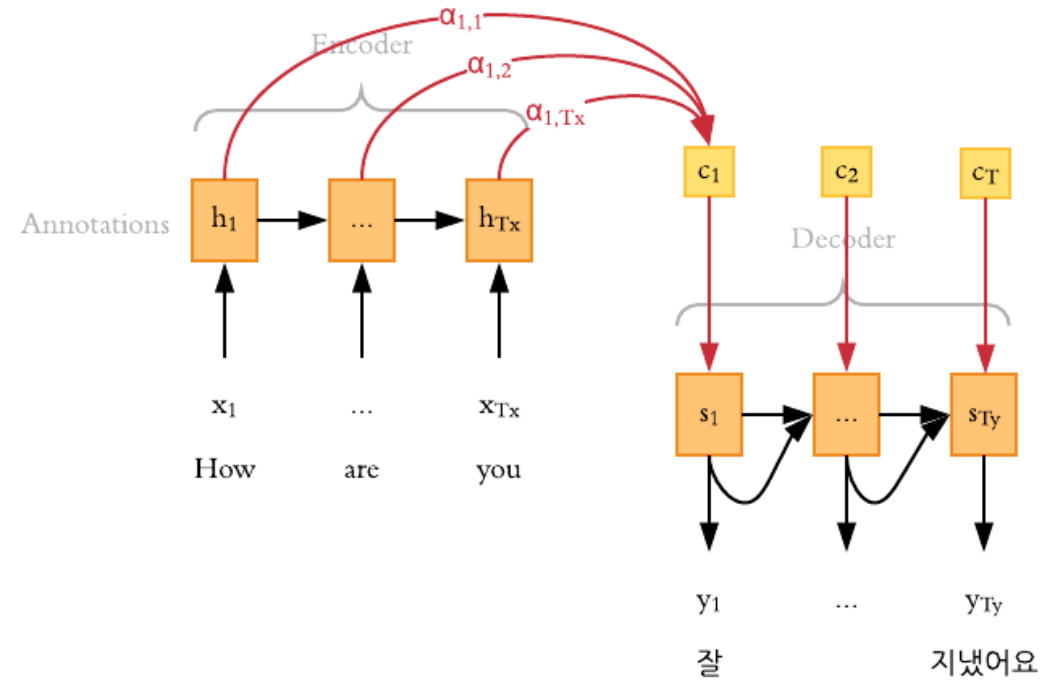 α1,1
Encoder
α1,2
α1,Tx
c1 c2 cT
Annotations h1 ... hTx
Decoder
x1 ... xTx
s1 ... sTy
How are you
y1 ... yTy
잘 지냈어요